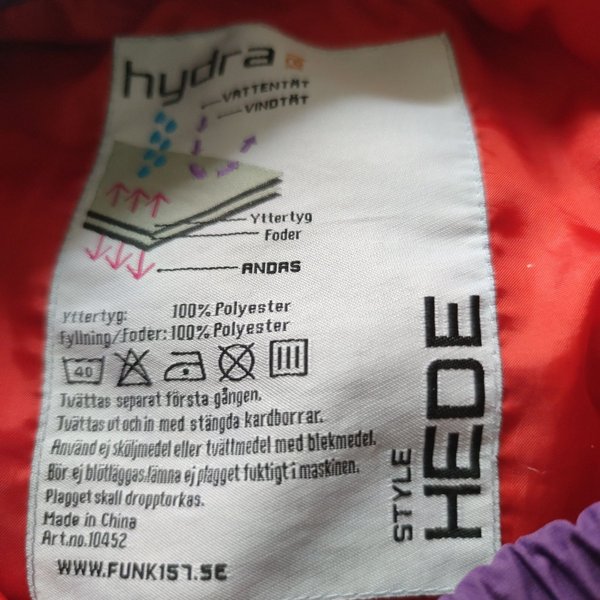 hydra
VATTENTÄT
VINDTÄT
Yttertyg
Foder
ANDAS
Yttertyg: 100% Polyester
Fyllning/Foder: 100% Polyester
40
Tvättas separat första gången.
Tvättas ut och in med stängda kardborrar.
Använd ej sköljmedel eller tvättmedel med blekmedel.
Bör ej blötläggas.lämna ej plagget fuktigt i maskinen.
Plagget skall dropptorkas.
Made in China
Art.no.10452
WWW.FUNK157.SE
STYLE
HEDE